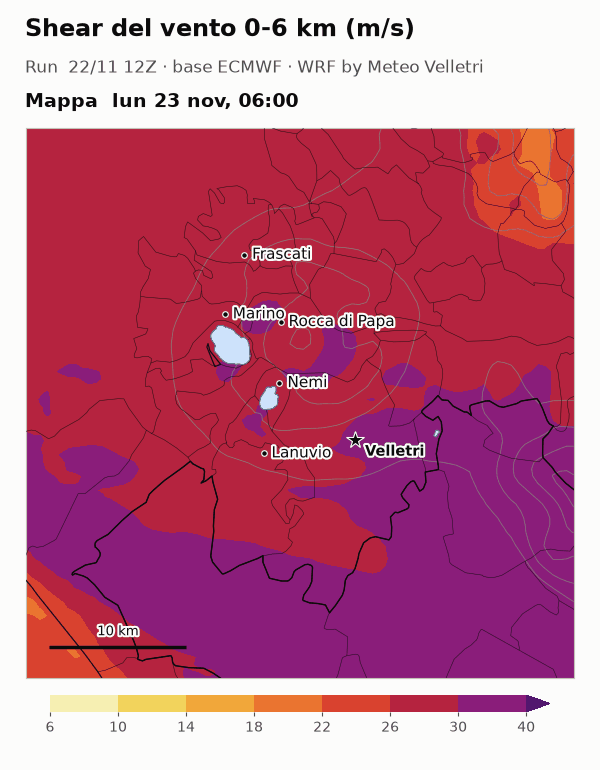 Shear del vento 0-6 km (m/s)
Run  22/11 12Z · base ECMWF · WRF by Meteo Velletri
Mappa  lun 23 nov, 06:00
Frascati
Marino
Rocca di Papa
Nemi
Velletri
Lanuvio
10 km
6 10 14 18 22 26 30 40